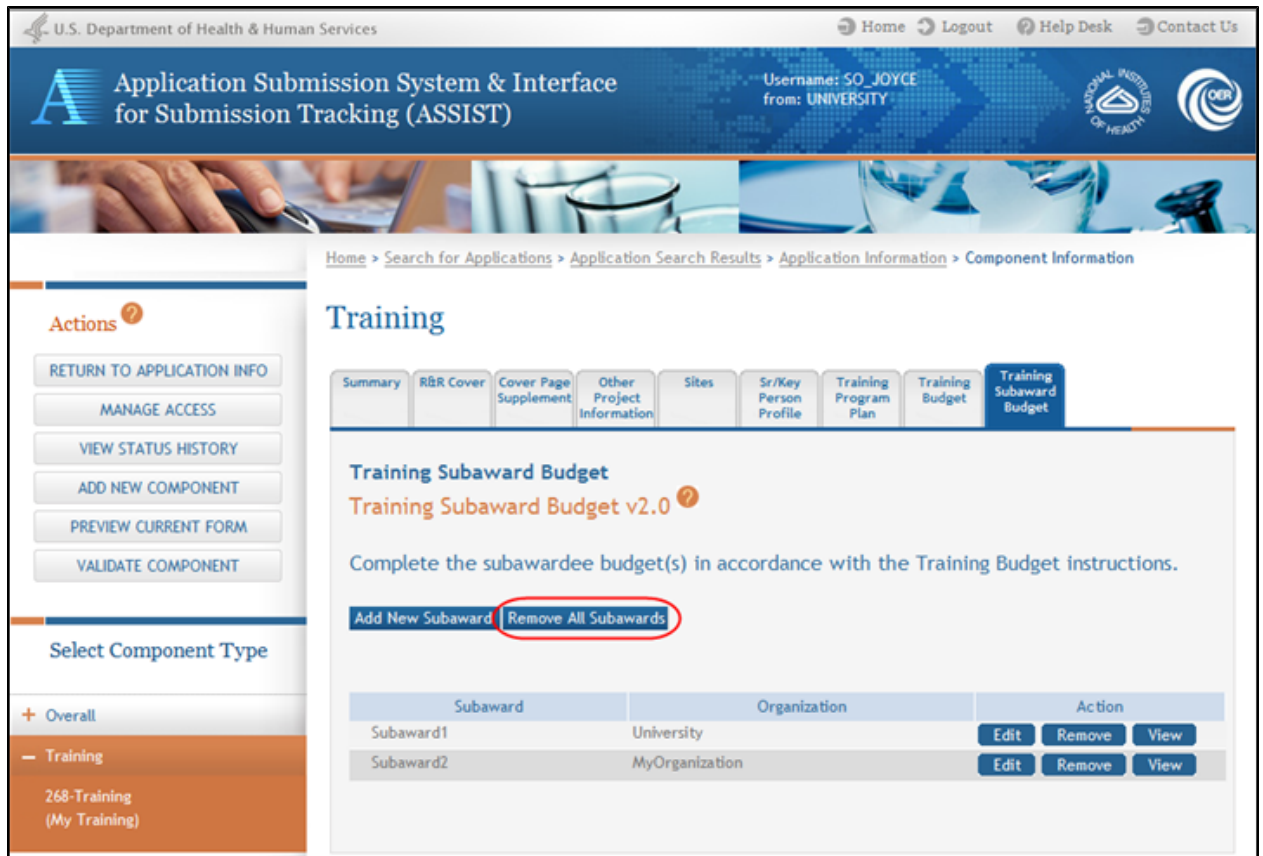 U.S. Department of Health & Human Services
Home Logout Help Desk Contact Us
A Application Submission System & Interface
for Submission Tracking (ASSIST)
Username: SO_JOYCE
from: UNIVERSITY
NATIONAL INSTITUTES OF HEALTH
OER
Home > Search for Applications > Application Search Results > Application Information > Component Information
Actions ?
RETURN TO APPLICATION INFO
MANAGE ACCESS
VIEW STATUS HISTORY
ADD NEW COMPONENT
PREVIEW CURRENT FORM
VALIDATE COMPONENT
Select Component Type
+ Overall
– Training
268-Training
(My Training)
Training
Summary
R&R Cover
Cover Page
Supplement
Other
Project
Information
Sites
Sr/Key
Person
Profile
Training
Program
Plan
Training
Budget
Training
Subaward
Budget
Training Subaward Budget
Training Subaward Budget v2.0 ?
Complete the subawardee budget(s) in accordance with the Training Budget instructions.
Add New Subaward Remove All Subawards
Subaward Organization Action
Subaward1 University Edit Remove View
Subaward2 MyOrganization Edit Remove View